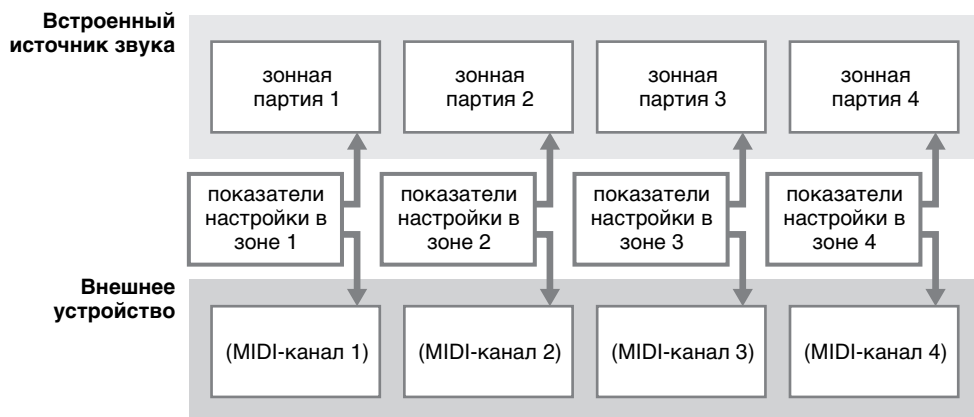 Встроенный
источник звука
зонная
партия 1
зонная
партия 2
зонная
партия 3
зонная
партия 4
показатели
настройки в
зоне 1
показатели
настройки в
зоне 2
показатели
настройки в
зоне 3
показатели
настройки в
зоне 4
Внешнее
устройство
(MIDI-канал 1)
(MIDI-канал 2)
(MIDI-канал 3)
(MIDI-канал 4)